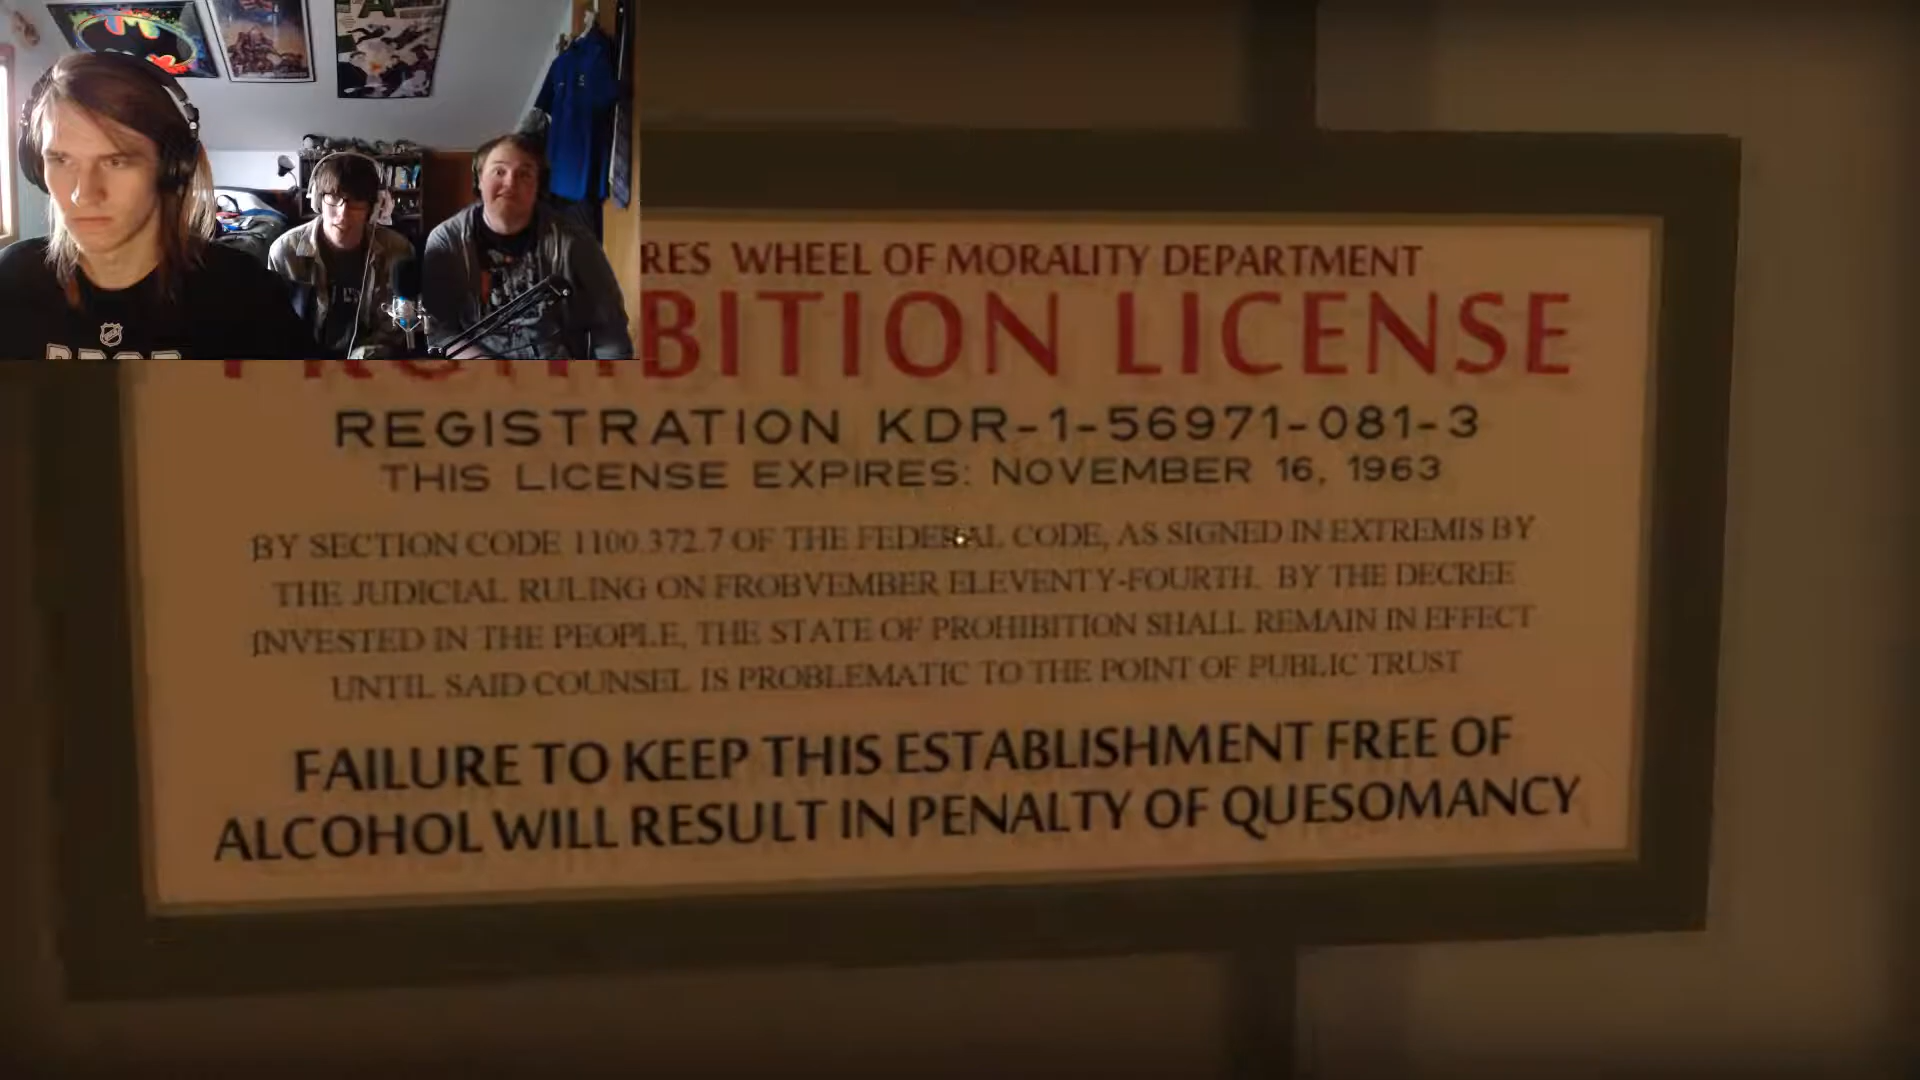 RES WHEEL OF MORALITY DEPARTMENT
BITION LICENSE
REGISTRATION KDR-1-56971-081-3
THIS LICENSE EXPIRES: NOVEMBER 16, 1963
BY SECTION CODE 1100.372.7 OF THE FEDERAL CODE, AS SIGNED IN EXTREMIS BY
THE JUDICIAL RULING ON FROBVEMBER ELEVENTY-FOURTH. BY THE DECREE
INVESTED IN THE PEOPLE, THE STATE OF PROHIBITION SHALL REMAIN IN EFFECT
UNTIL SAID COUNSEL IS PROBLEMATIC TO THE POINT OF PUBLIC TRUST
FAILURE TO KEEP THIS ESTABLISHMENT FREE OF
ALCOHOL WILL RESULT IN PENALTY OF QUESOMANCY